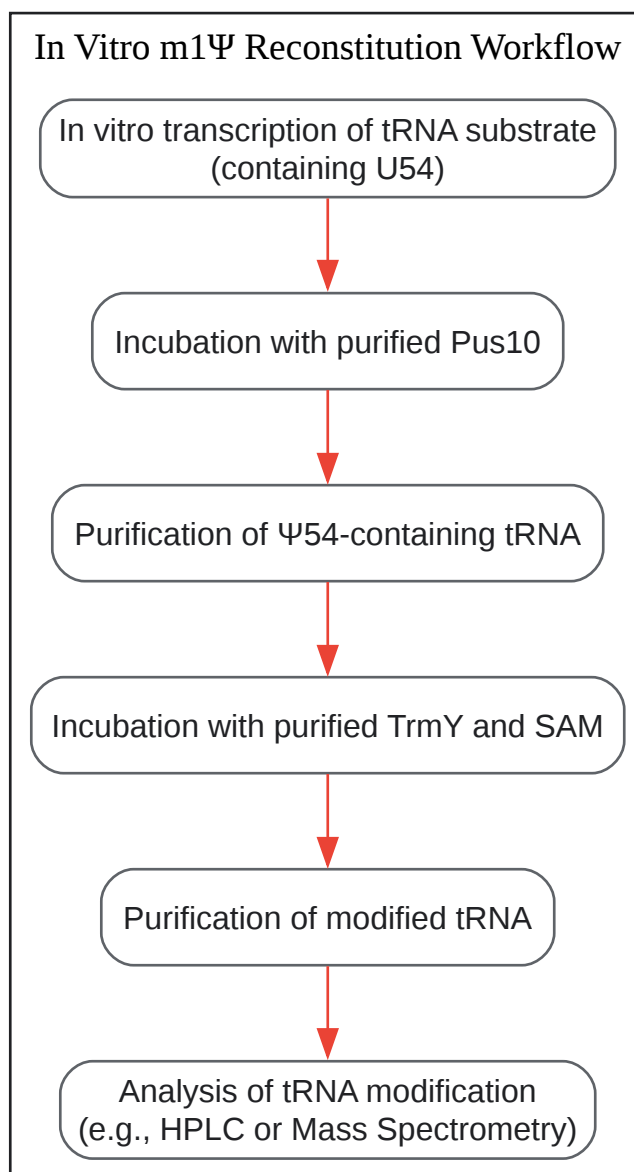 In Vitro m1Ψ Reconstitution Workflow
In vitro transcription of tRNA substrate
(containing U54)
Incubation with purified Pus10
Purification of Ψ54-containing tRNA
Incubation with purified TrmY and SAM
Purification of modified tRNA
Analysis of tRNA modification
(e.g., HPLC or Mass Spectrometry)